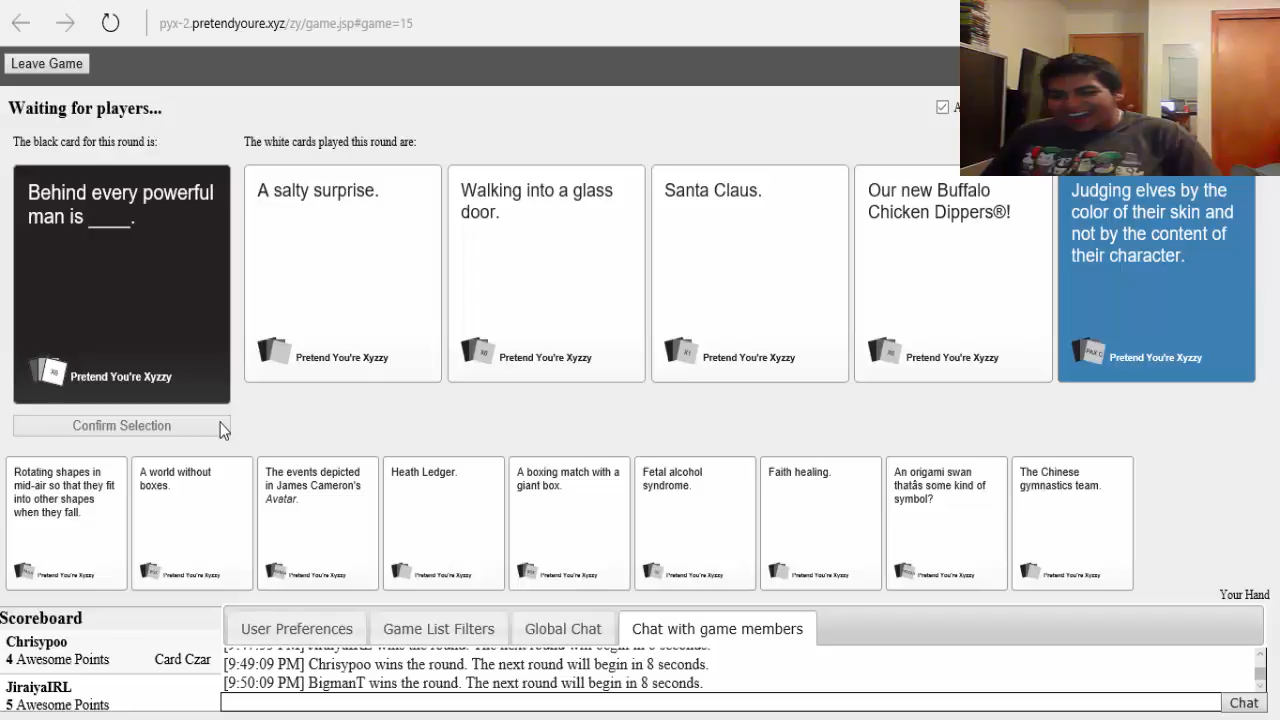 pyx-2.pretendyoure.xyz/zy/game.jsp#game=15
Leave Game
Waiting for players...
The black card for this round is:
The white cards played this round are:
Behind every powerful
man is ____.
Pretend You're Xyzzy
A salty surprise.
Pretend You're Xyzzy
Walking into a glass
door.
Pretend You're Xyzzy
Santa Claus.
X1
Pretend You're Xyzzy
Our new Buffalo
Chicken Dippers®!
Pretend You're Xyzzy
Judging elves by the
color of their skin and
not by the content of
their character.
PAX C
Pretend You're Xyzzy
Confirm Selection
Rotating shapes in
mid-air so that they fit
into other shapes
when they fall.
Pretend You're Xyzzy
A world without
boxes.
Pretend You're Xyzzy
The events depicted
in James Cameron's
Avatar.
Pretend You're Xyzzy
Heath Ledger.
Pretend You're Xyzzy
A boxing match with a
giant box.
Pretend You're Xyzzy
Fetal alcohol
syndrome.
Pretend You're Xyzzy
Faith healing.
Pretend You're Xyzzy
An origami swan
thatâs some kind of
symbol?
Pretend You're Xyzzy
The Chinese
gymnastics team.
Pretend You're Xyzzy
Your Hand
Scoreboard
Chrisypoo
4 Awesome Points
Card Czar
JiraiyaIRL
5 Awesome Points
User Preferences
Game List Filters
Global Chat
Chat with game members
[9:49:09 PM] Chrisypoo wins the round. The next round will begin in 8 seconds.
[9:50:09 PM] BigmanT wins the round. The next round will begin in 8 seconds.
Chat